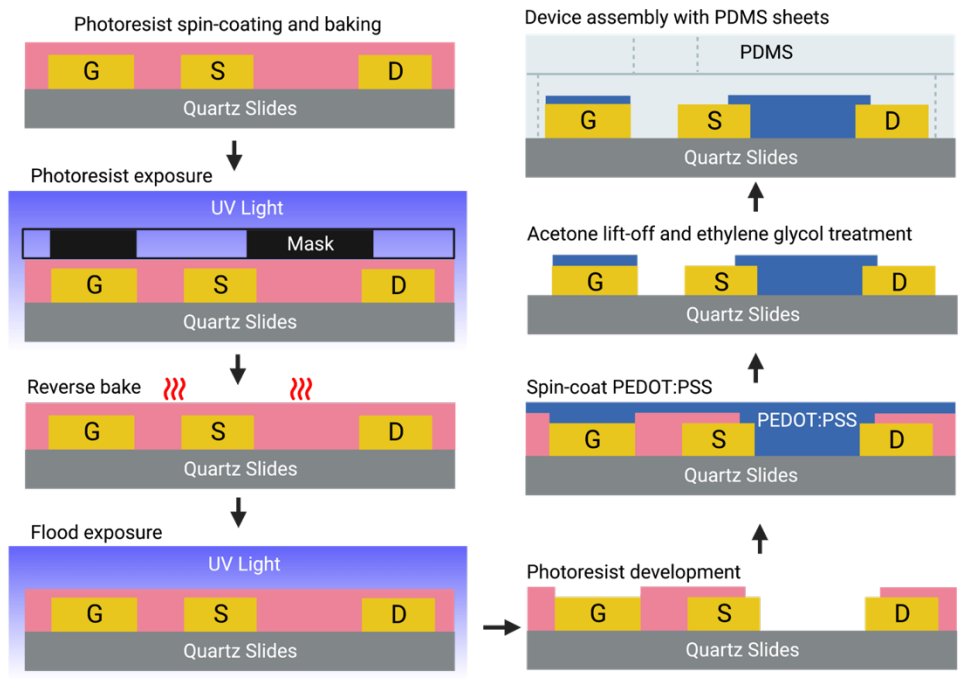 Photoresist spin-coating and baking
G S D
Quartz Slides
Photoresist exposure
UV Light
Mask
G S D
Quartz Slides
Reverse bake
G S D
Quartz Slides
Flood exposure
UV Light
G S D
Quartz Slides
Photoresist development
G S D
Quartz Slides
Spin-coat PEDOT:PSS
PEDOT:PSS
G S D
Quartz Slides
Acetone lift-off and ethylene glycol treatment
G S D
Quartz Slides
Device assembly with PDMS sheets
PDMS
G S D
Quartz Slides